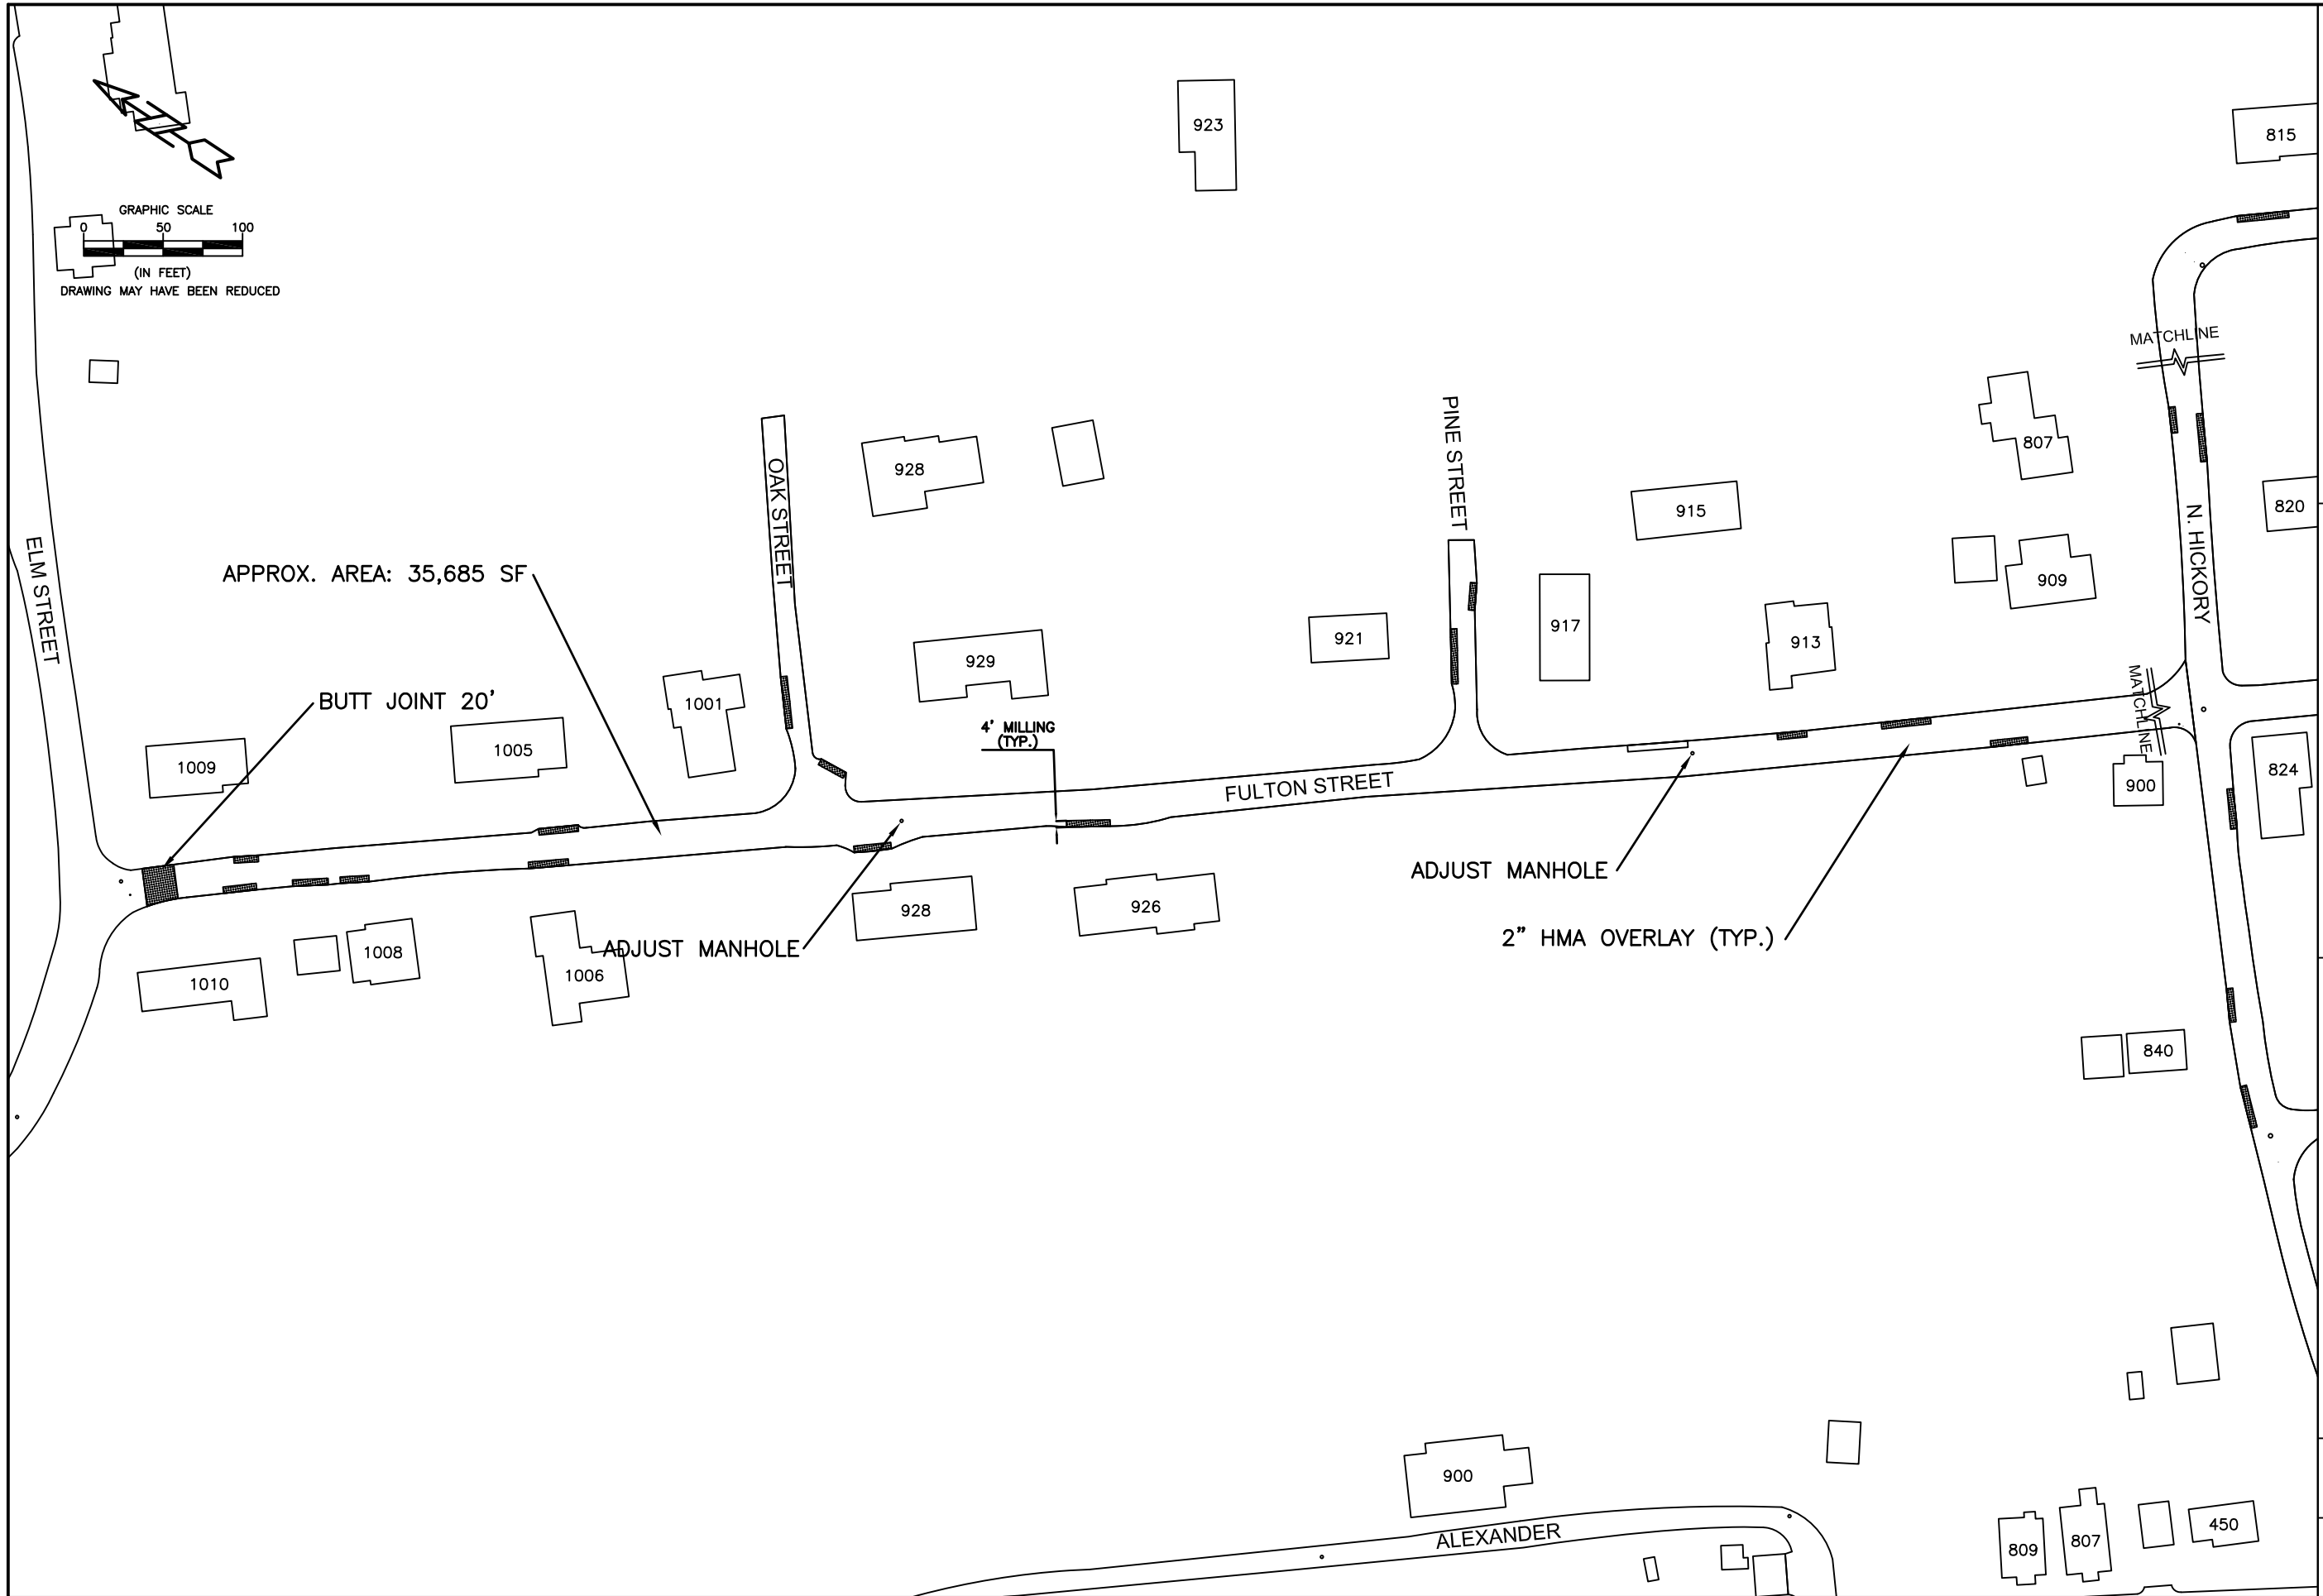 923
815
GRAPHIC SCALE
0 50 100
(IN FEET)
DRAWING MAY HAVE BEEN REDUCED
MATCHLINE
PINE STREET
807
928
OAK STREET
915
820
N. HICKORY
ELM STREET
APPROX. AREA: 35,685 SF
909
917
921
913
929
BUTT JOINT 20'
1001
MATCHLINE
4' MILLING
(TYP.)
1005
1009
824
FULTON STREET
900
ADJUST MANHOLE
926
928
2" HMA OVERLAY (TYP.)
ADJUST MANHOLE
1008
1006
1010
840
900
ALEXANDER
450
807
809